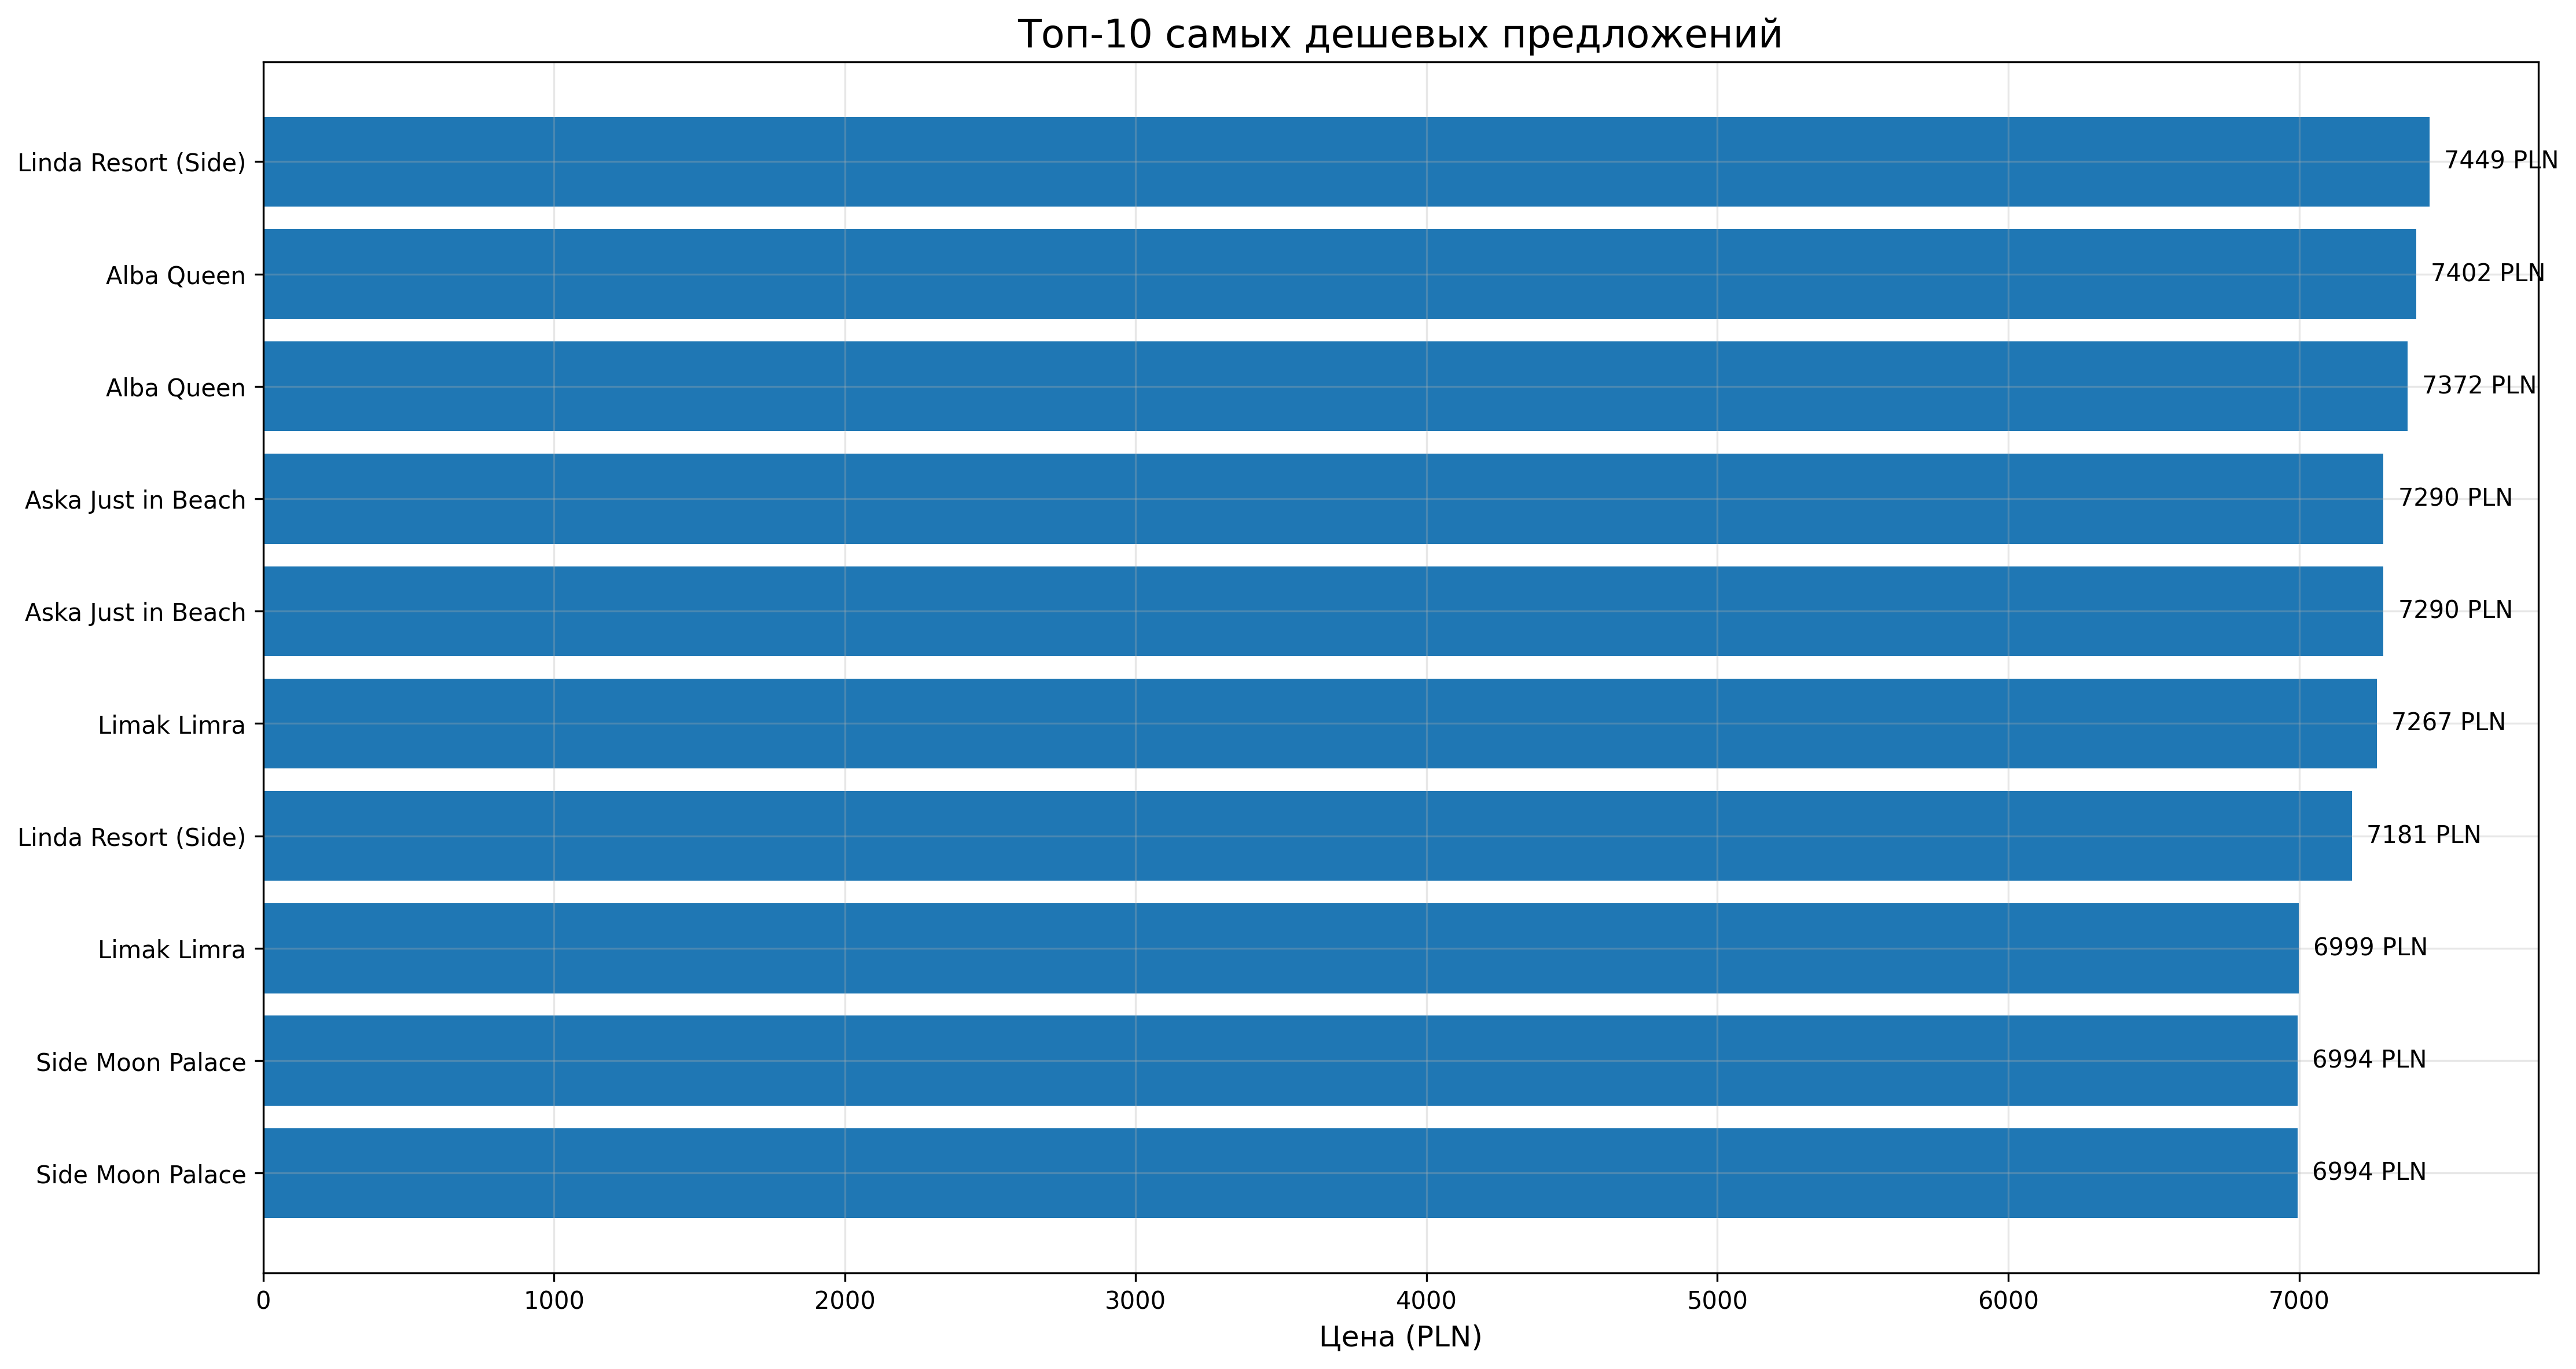 Топ-10 самых дешевых предложений
Linda Resort (Side) 7449 PLN
Alba Queen 7402 PLN
Alba Queen 7372 PLN
Aska Just in Beach 7290 PLN
Aska Just in Beach 7290 PLN
Limak Limra 7267 PLN
Linda Resort (Side) 7181 PLN
Limak Limra 6999 PLN
Side Moon Palace 6994 PLN
Side Moon Palace 6994 PLN
0 1000 2000 3000 4000 5000 6000 7000
Цена (PLN)